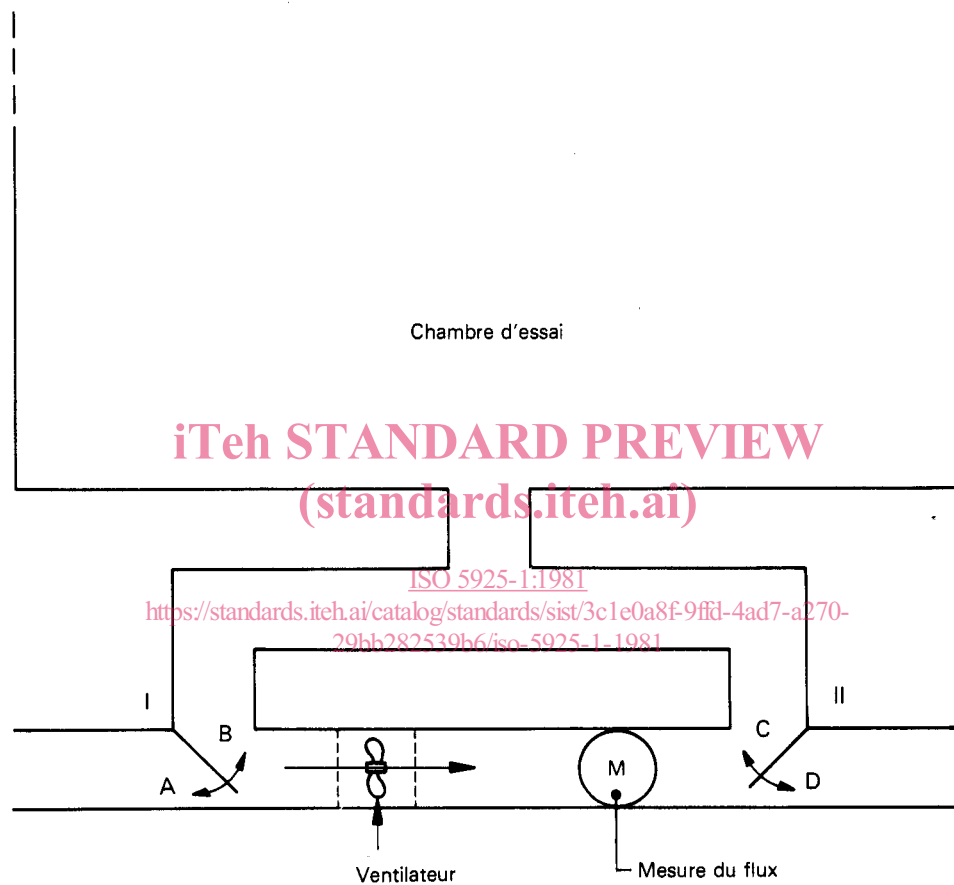 Chambre d'essai
iTeh STANDARD PREVIEW
(standards.iteh.ai)
ISO 5925-1:1981
https://standards.iteh.ai/catalog/standards/sist/3c1e0a8f-9ffd-4ad7-a270-
29bb282539b6/iso-5925-1-1981
I
II
B
C
A
M
D
Ventilateur
Mesure du flux